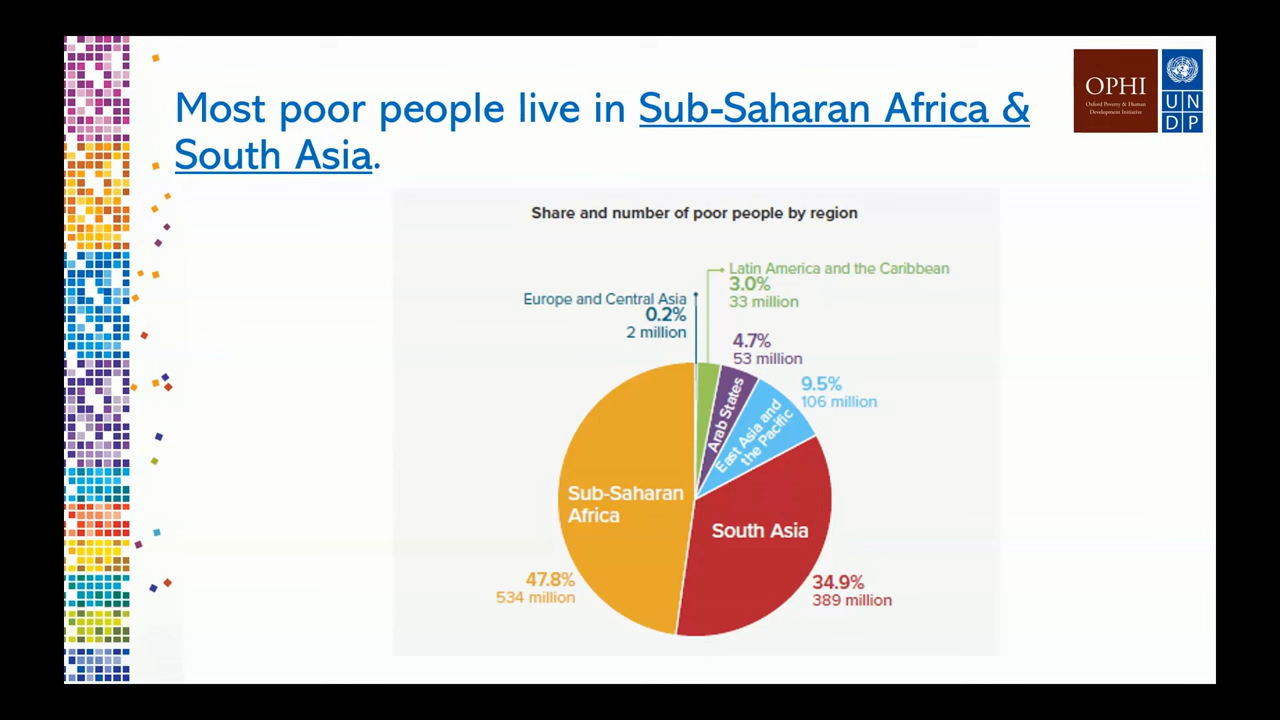 Most poor people live in Sub-Saharan Africa &
South Asia.
OPHI
Oxford Poverty & Human
Development Initiative
U N
D P
Share and number of poor people by region
Latin America and the Caribbean
3.0%
33 million
Europe and Central Asia
0.2%
2 million
4.7%
53 million
Arab States
9.5%
106 million
East Asia and
the Pacific
Sub-Saharan
Africa
South Asia
47.8%
534 million
34.9%
389 million